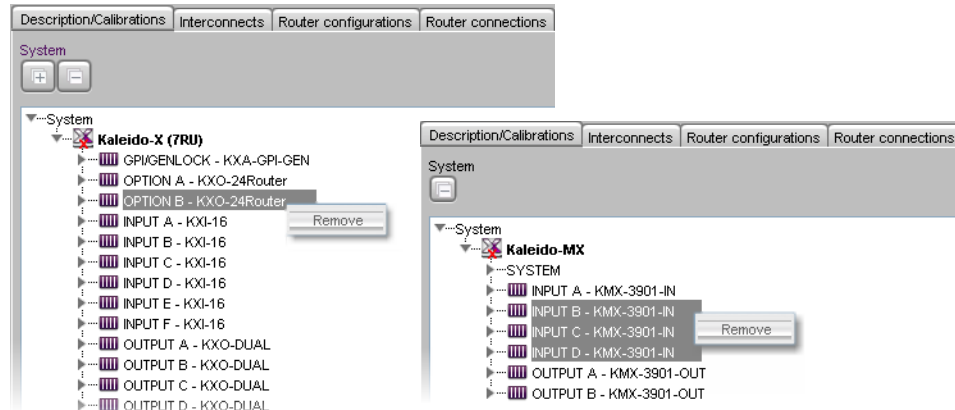 Description/Calibrations Interconnects Router configurations Router connections
System
System
Kaleido-X (7RU)
GPI/GENLOCK - KXA-GPI-GEN
OPTION A - KXO-24Router
OPTION B - KXO-24Router
Remove
INPUT A - KXI-16
INPUT B - KXI-16
INPUT C - KXI-16
INPUT D - KXI-16
INPUT E - KXI-16
INPUT F - KXI-16
OUTPUT A - KXO-DUAL
OUTPUT B - KXO-DUAL
OUTPUT C - KXO-DUAL
OUTPUT D - KXO-DUAL
Description/Calibrations Interconnects Router configurations Router connections
System
System
Kaleido-MX
SYSTEM
INPUT A - KMX-3901-IN
INPUT B - KMX-3901-IN
INPUT C - KMX-3901-IN
Remove
INPUT D - KMX-3901-IN
OUTPUT A - KMX-3901-OUT
OUTPUT B - KMX-3901-OUT